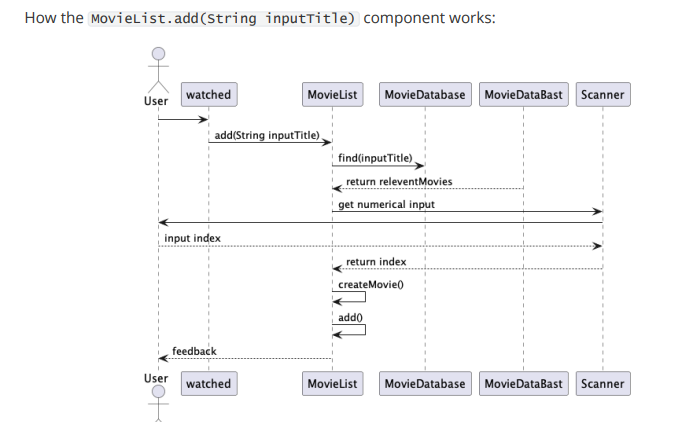 How the MovieList.add(String inputTitle) component works:
User
watched
MovieList
MovieDatabase
MovieDataBast
Scanner
add(String inputTitle)
find(inputTitle)
return releventMovies
get numerical input
input index
return index
createMovie()
add()
feedback
User
watched
MovieList
MovieDatabase
MovieDataBast
Scanner